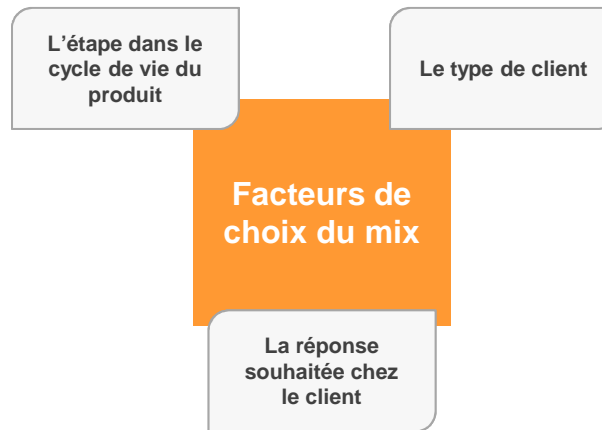 L'étape dans le
cycle de vie du
produit
Le type de client
Facteurs de
choix du mix
La réponse
souhaitée chez
le client